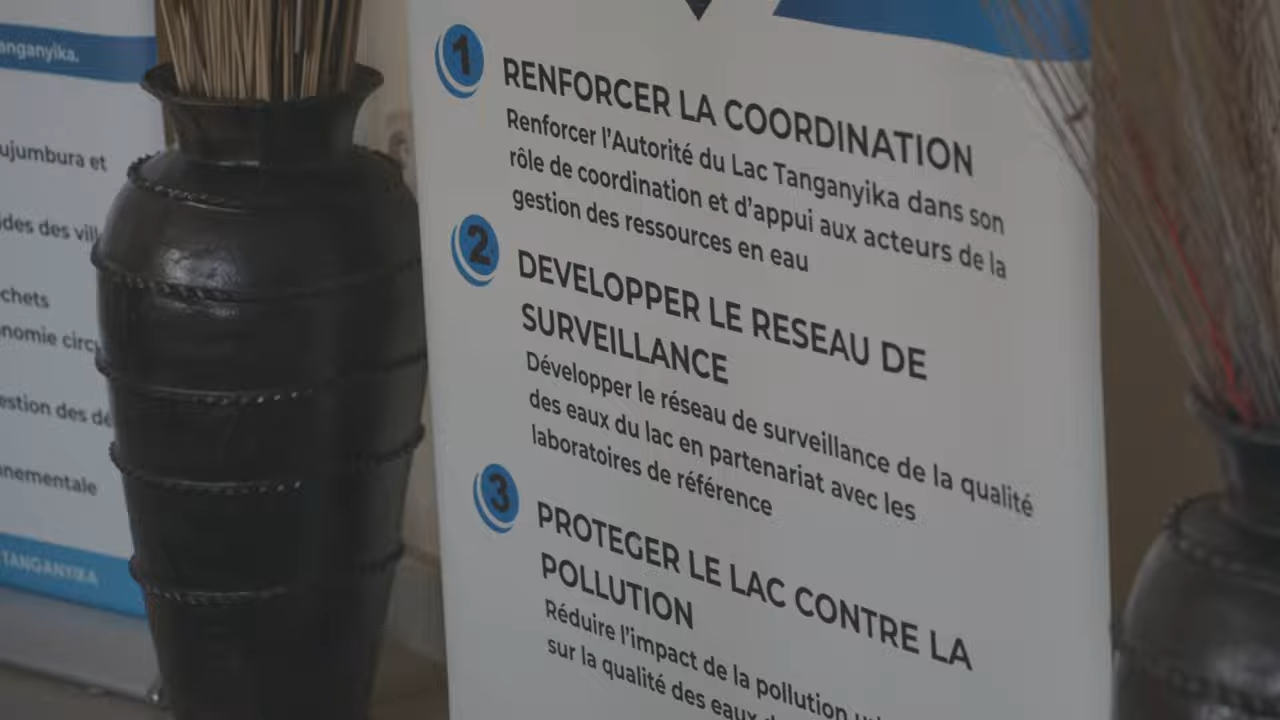 anganyika.
ujumbura et
des des vill
chets
nomie circ
estion des dé
nnementale
TANGANYIKA
1
RENFORCER LA COORDINATION
Renforcer l'Autorité du Lac Tanganyika dans son
rôle de coordination et d'appui aux acteurs de la
gestion des ressources en eau
2
DEVELOPPER LE RESEAU DE
SURVEILLANCE
Développer le réseau de surveillance de la qualité
des eaux du lac en partenariat avec les
laboratoires de référence
3
PROTEGER LE LAC CONTRE LA
POLLUTION
Réduire l'impact de la pollution
sur la qualité des eaux